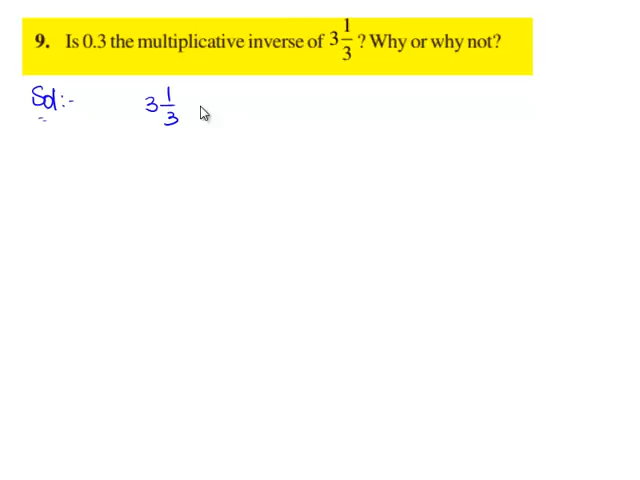 9. Is 0.3 the multiplicative inverse of 3 1/3 ? Why or why not?
Sol:- 3 1/3